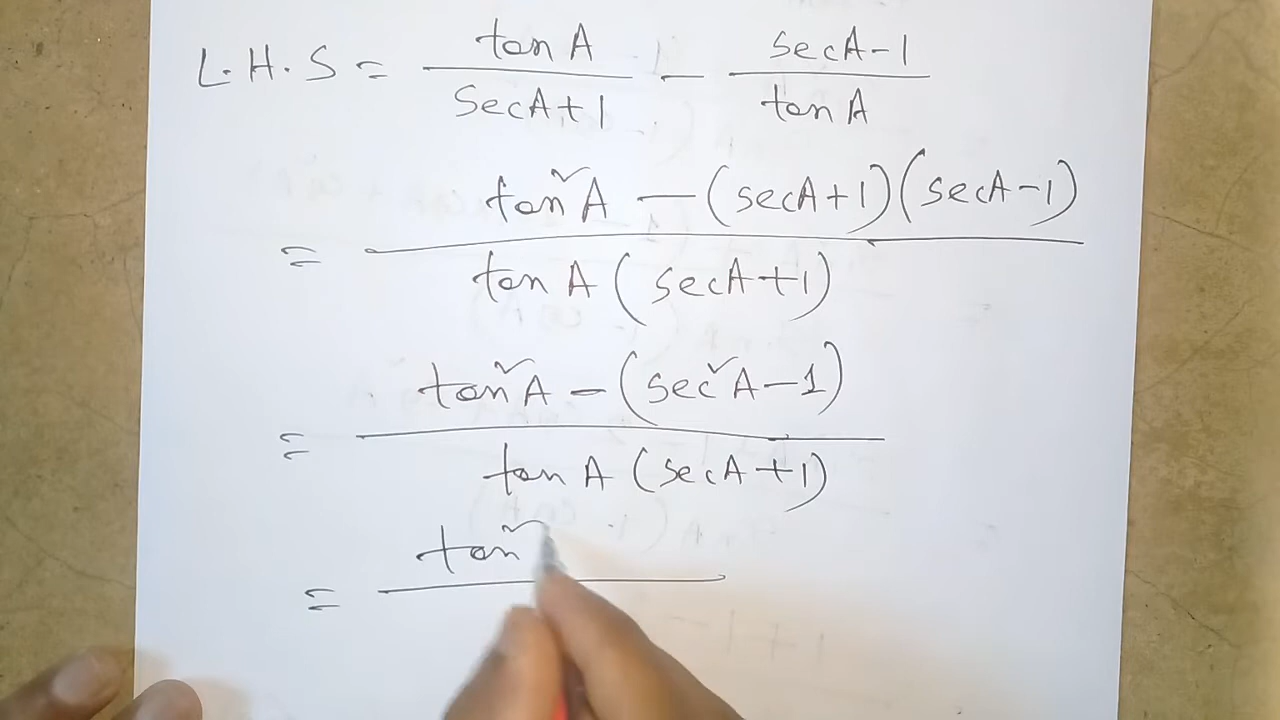 L.H.S = tan A / SecA+1 − secA−1 / tan A
= tan²A − (secA+1)(secA−1) / tan A (secA+1)
= tan²A − (sec²A−1) / tan A (secA+1)
= tan²